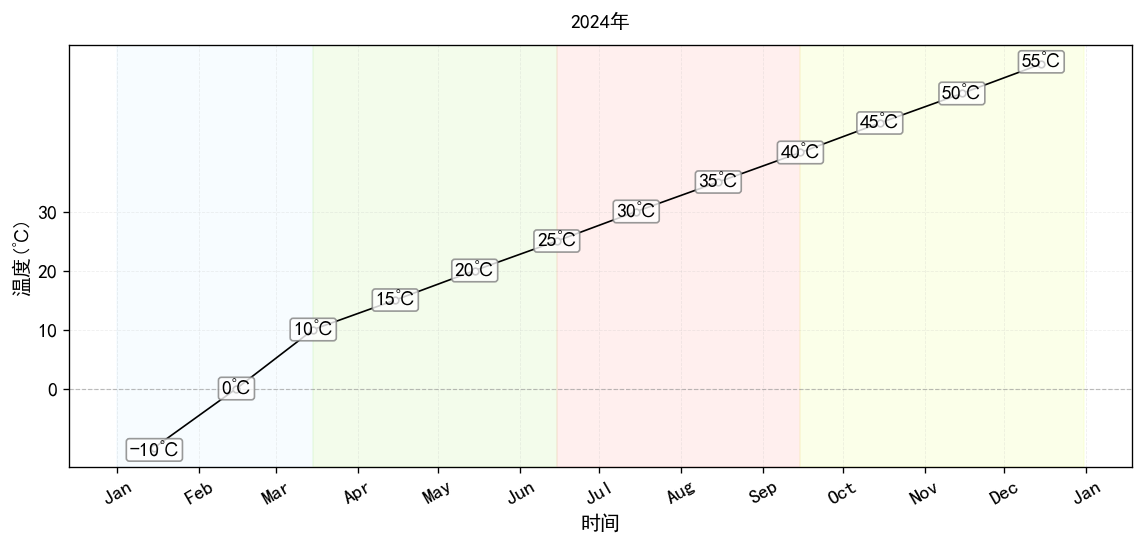 2024年
55℃
50℃
45℃
40℃
35℃
30℃
25℃
20℃
15℃
10℃
0℃
−10℃
30
20
10
0
温度(℃)
Jan
Feb
Mar
Apr
May
Jun
Jul
Aug
Sep
Oct
Nov
Dec
Jan
时间